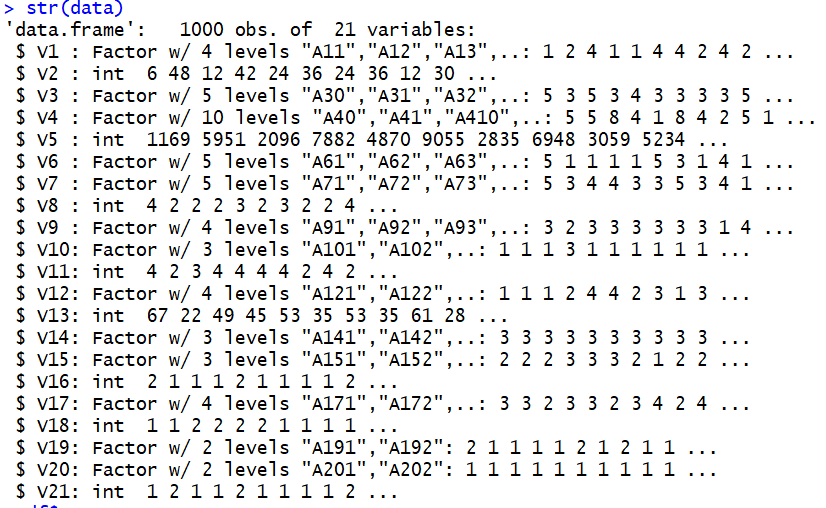 > str(data)
'data.frame':   1000 obs. of  21 variables:
 $ V1 : Factor w/ 4 levels "A11","A12","A13",..: 1 2 4 1 1 4 4 2 4 2 ...
 $ V2 : int  6 48 12 42 24 36 24 36 12 30 ...
 $ V3 : Factor w/ 5 levels "A30","A31","A32",..: 5 3 5 3 4 3 3 3 3 5 ...
 $ V4 : Factor w/ 10 levels "A40","A41","A410",..: 5 5 8 4 1 8 4 2 5 1 ...
 $ V5 : int  1169 5951 2096 7882 4870 9055 2835 6948 3059 5234 ...
 $ V6 : Factor w/ 5 levels "A61","A62","A63",..: 5 1 1 1 1 5 3 1 4 1 ...
 $ V7 : Factor w/ 5 levels "A71","A72","A73",..: 5 3 4 4 3 3 5 3 4 1 ...
 $ V8 : int  4 2 2 2 3 2 3 2 2 4 ...
 $ V9 : Factor w/ 4 levels "A91","A92","A93",..: 3 2 3 3 3 3 3 3 1 4 ...
 $ V10: Factor w/ 3 levels "A101","A102",..: 1 1 1 3 1 1 1 1 1 1 ...
 $ V11: int  4 2 3 4 4 4 4 2 4 2 ...
 $ V12: Factor w/ 4 levels "A121","A122",..: 1 1 1 2 4 4 2 3 1 3 ...
 $ V13: int  67 22 49 45 53 35 53 35 61 28 ...
 $ V14: Factor w/ 3 levels "A141","A142",..: 3 3 3 3 3 3 3 3 3 3 ...
 $ V15: Factor w/ 3 levels "A151","A152",..: 2 2 2 3 3 3 2 1 2 2 ...
 $ V16: int  2 1 1 1 2 1 1 1 1 2 ...
 $ V17: Factor w/ 4 levels "A171","A172",..: 3 3 2 3 3 2 3 4 2 4 ...
 $ V18: int  1 1 2 2 2 2 1 1 1 1 ...
 $ V19: Factor w/ 2 levels "A191","A192": 2 1 1 1 1 2 1 2 1 1 ...
 $ V20: Factor w/ 2 levels "A201","A202": 1 1 1 1 1 1 1 1 1 1 ...
 $ V21: int  1 2 1 1 2 1 1 1 1 2 ...